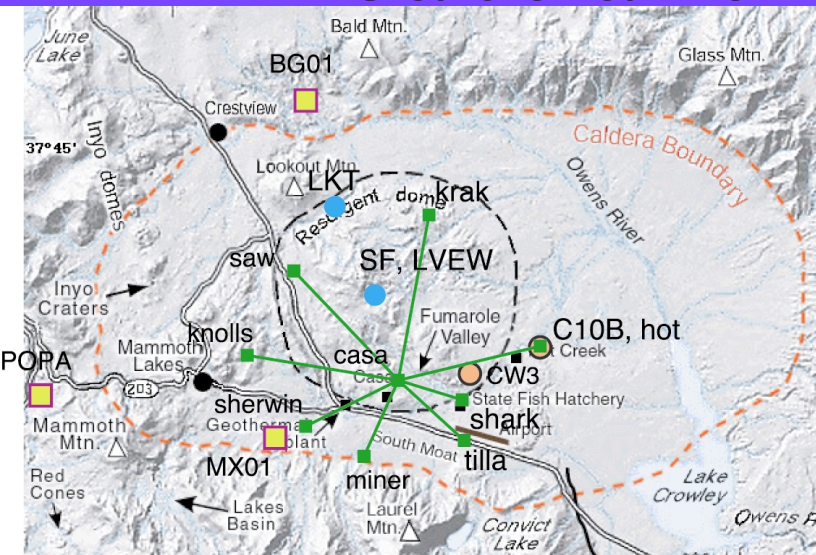 Bald Mtn.
June
Lake
Glass Mtn.
BG01
Crestview
Caldera Boundary
37°45'
Inyo domes
Lookout Mtn.
LKT
Resurgent dome
krak
Owens River
saw
SF, LVEW
Inyo
Craters
Fumarole
Valley
C10B, hot
t Creek
knolls
POPA
Mammoth
Lakes
casa
Casa
CW3
203
sherwin
State Fish Hatchery
shark
Airport
Geotherma
plant
Mammoth
Mtn.
South Moat
MX01
tilla
miner
Red
Cones
Lake
Crowley
Lakes
Basin
Laurel
Mtn.
Convict
Lake
Owens R